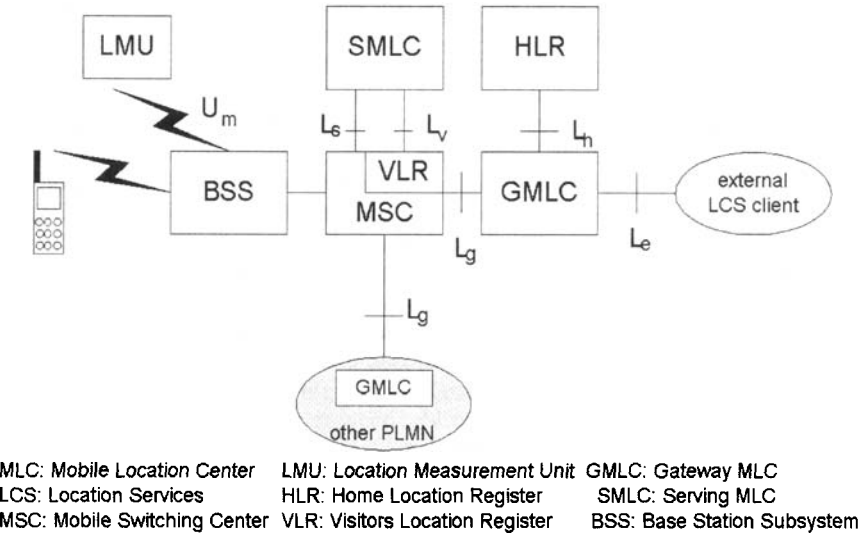 LMU
SMLC
HLR
Um
Ls
Lv
Lh
BSS
VLR
MSC
GMLC
external
LCS client
Lg
Le
Lg
GMLC
other PLMN
MLC: Mobile Location Center LMU: Location Measurement Unit GMLC: Gateway MLC
LCS: Location Services HLR: Home Location Register SMLC: Serving MLC
MSC: Mobile Switching Center VLR: Visitors Location Register BSS: Base Station Subsystem